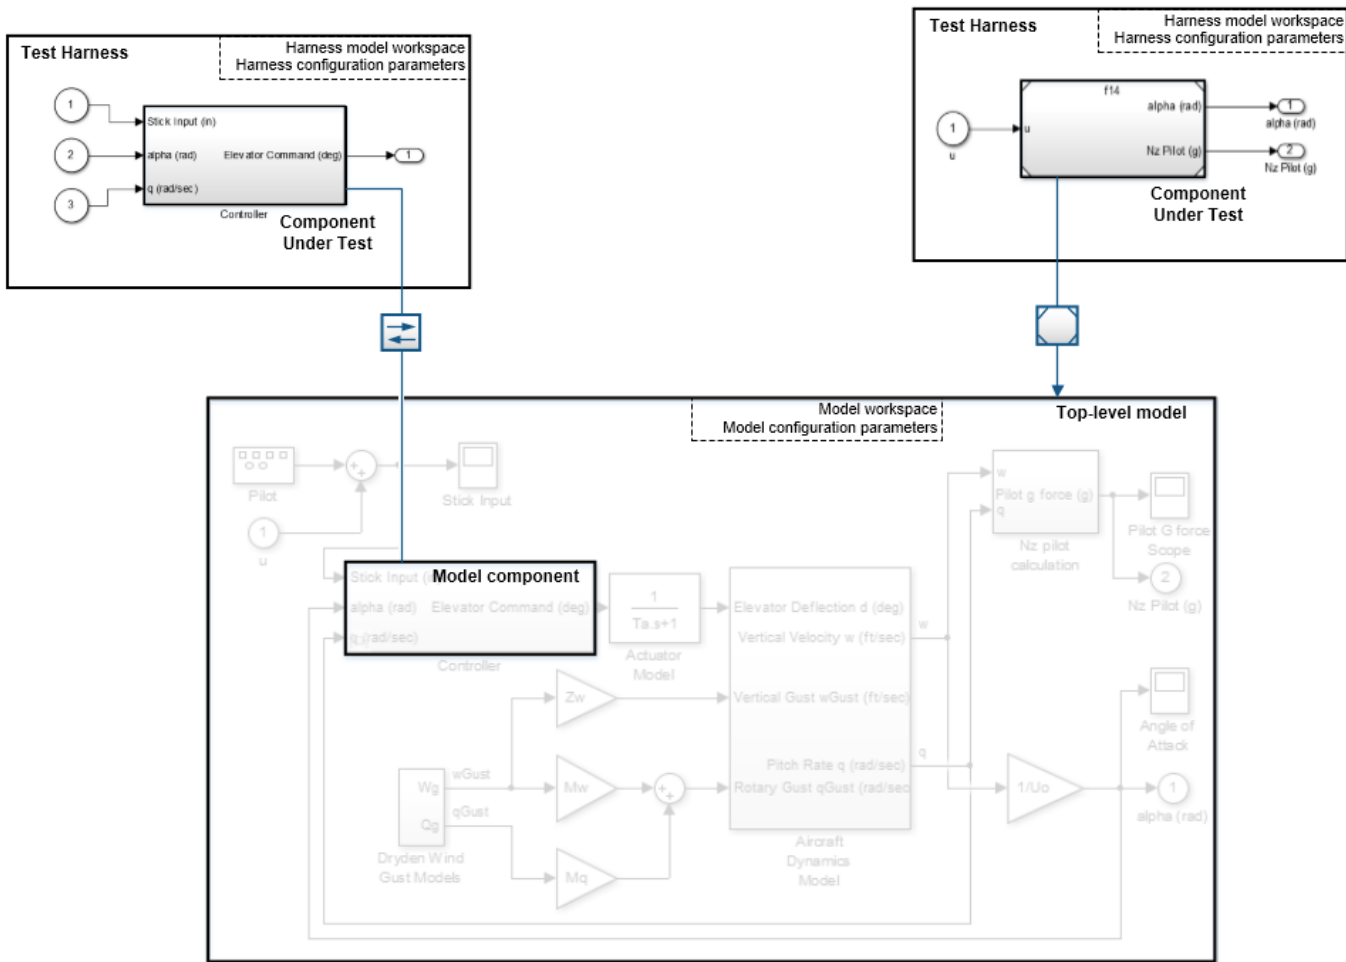 Test Harness
Harness model workspace
Harness configuration parameters
1
Stick Input (in)
2
alpha (rad)
Elevator Command (deg)
1
3
q (rad/sec)
Controller
Component
Under Test
Test Harness
Harness model workspace
Harness configuration parameters
f14
1
u
u
alpha (rad)
1
alpha (rad)
Nz Pilot (g)
2
Nz Pilot (g)
Component
Under Test
Model workspace
Model configuration parameters
Top-level model
Pilot
+
+
Stick Input
1
u
w
Pilot g force (g)
q
Nz pilot
calculation
Pilot G force
Scope
2
Nz Pilot (g)
Stick Input (in
Model component
alpha (rad)
Elevator Command (deg)
q (rad/sec)
Controller
1
Ta.s+1
Actuator
Model
Elevator Deflection d (deg)
Vertical Velocity w (ft/sec)
w
Vertical Gust wGust (ft/sec)
Pitch Rate q (rad/sec)
q
Rotary Gust qGust (rad/sec
Aircraft
Dynamics
Model
Zw
Mw
+
+
Mq
Wg
wGust
Qg
qGust
Dryden Wind
Gust Models
1/Uo
Angle of
Attack
1
alpha (rad)